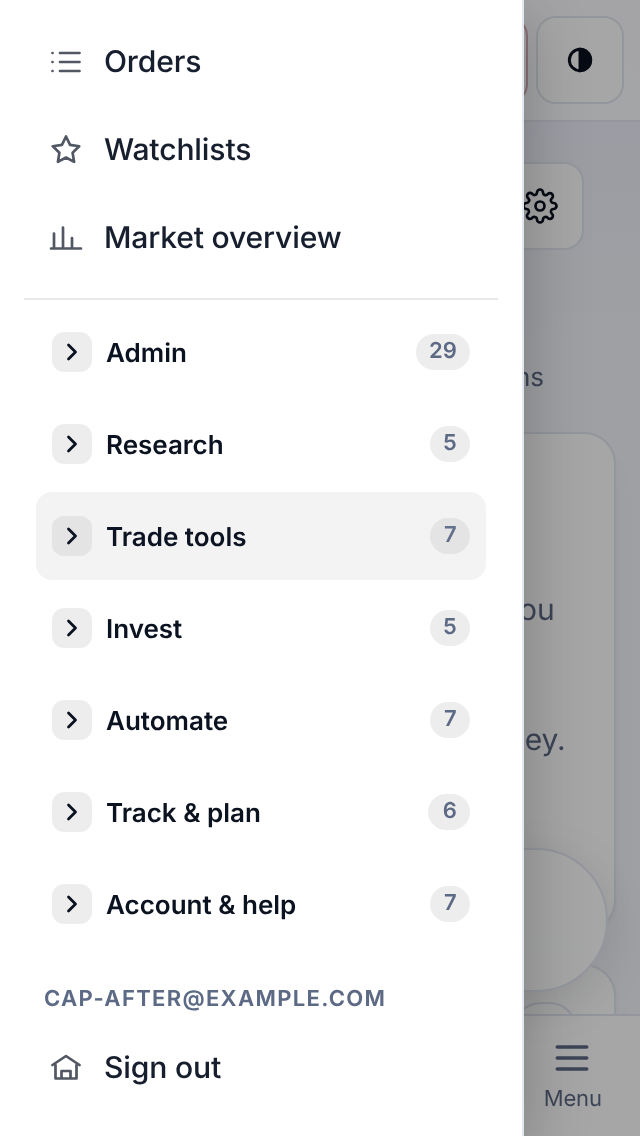 Orders
Watchlists
Market overview
Admin 29
Research 5
Trade tools 7
Invest 5
Automate 7
Track & plan 6
Account & help 7
CAP-AFTER@EXAMPLE.COM
Sign out
Menu